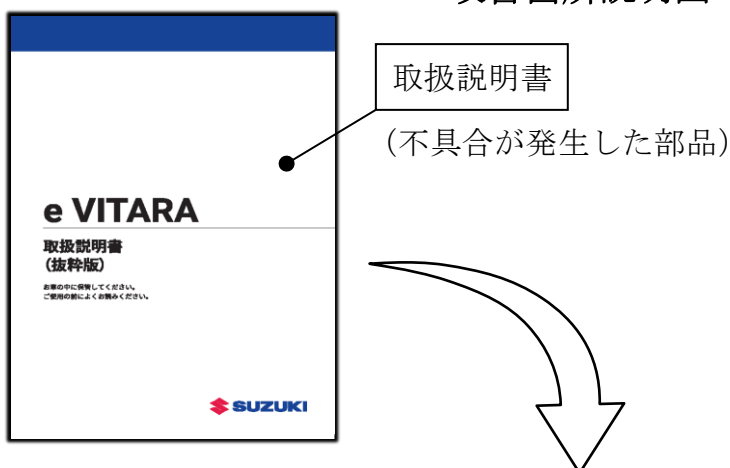 取扱説明書
（不具合が発生した部品）
e VITARA
取扱説明書
（抜粋版）
お車の中に保管してください。
ご使用の前によくお読みください。
SUZUKI